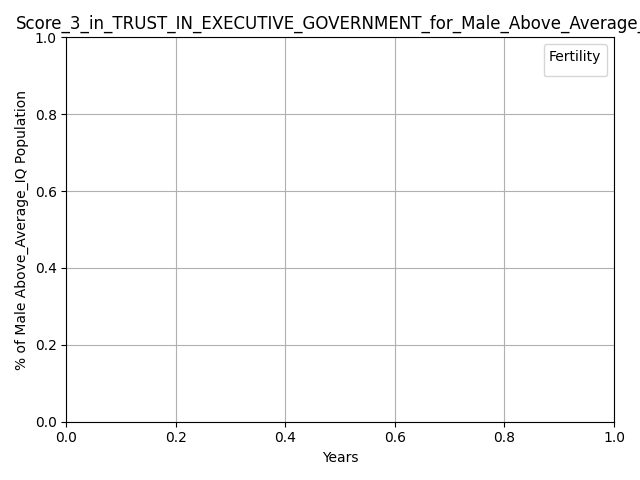 Score_3_in_TRUST_IN_EXECUTIVE_GOVERNMENT_for_Male_Above_Average_
Fertility
% of Male Above_Average_IQ Population
1.0
0.8
0.6
0.4
0.2
0.0
0.0 0.2 0.4 0.6 0.8 1.0
Years